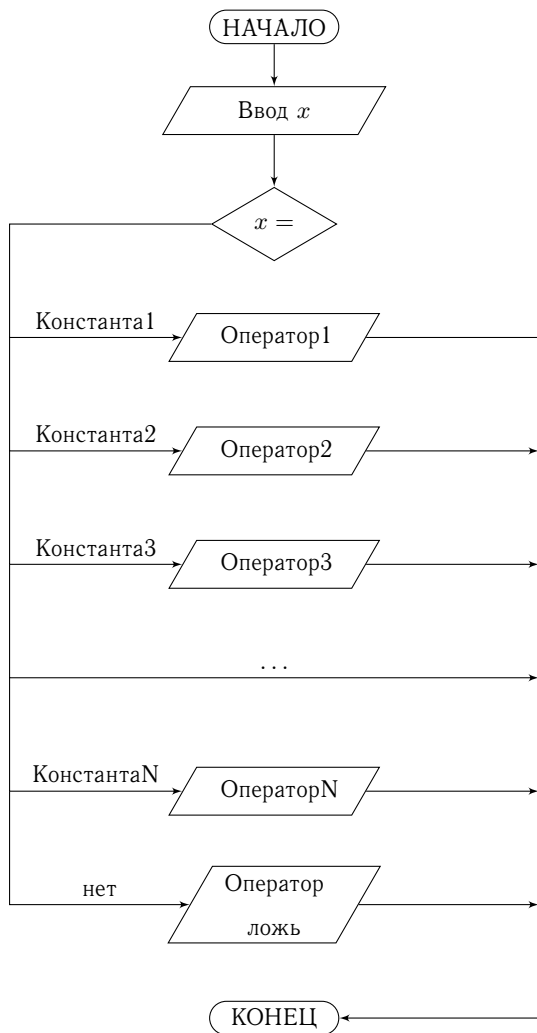 НАЧАЛО
Ввод x
x =
Константа1
Оператор1
Константа2
Оператор2
Константа3
Оператор3
...
КонстантаN
ОператорN
нет
Оператор
ложь
КОНЕЦ